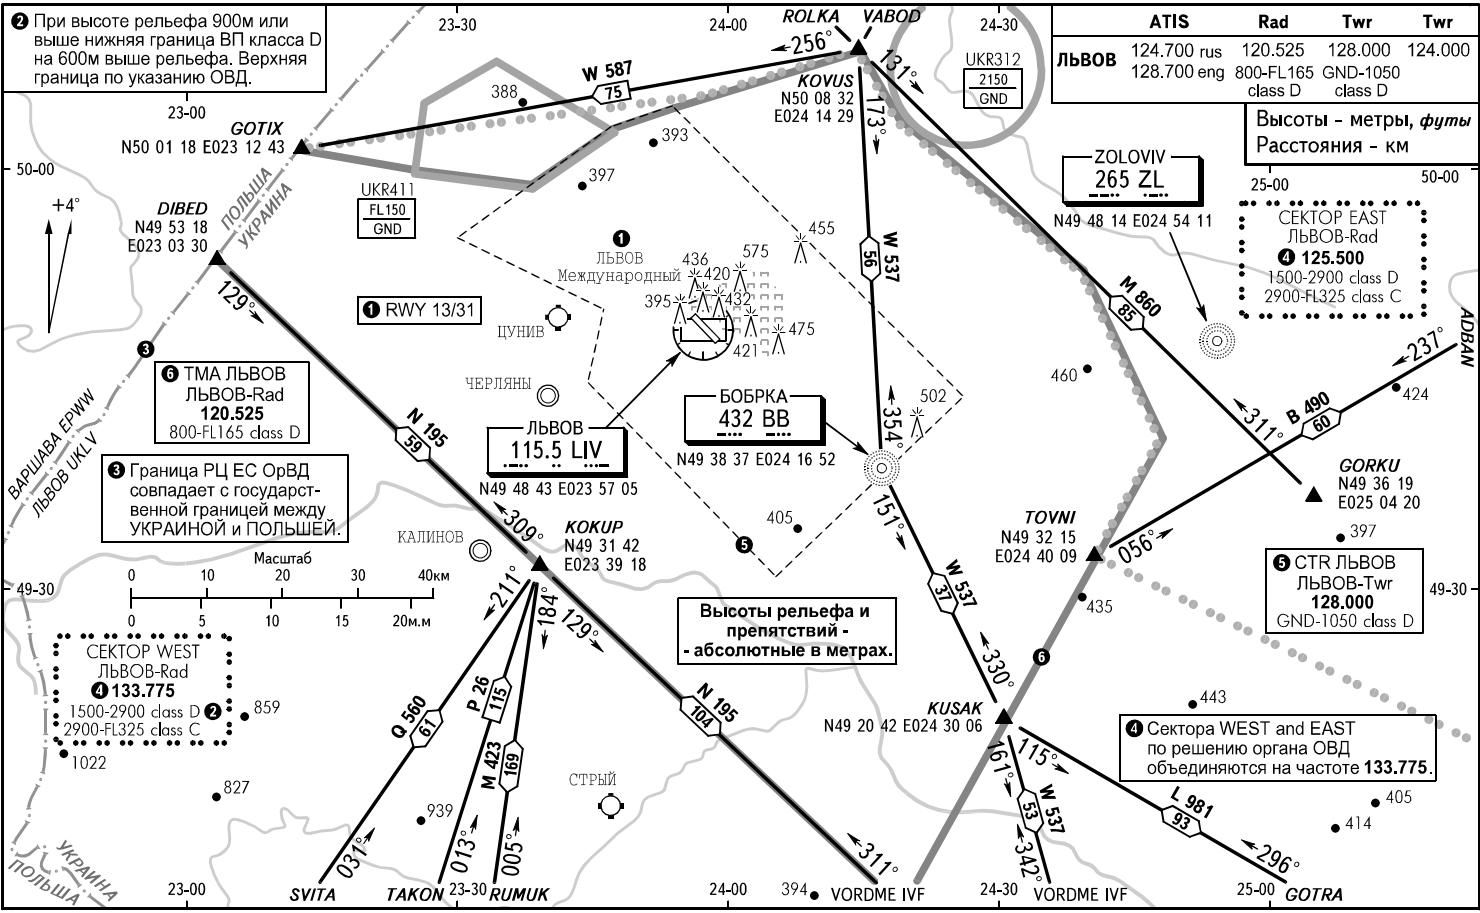 ❷ При высоте рельефа 900м или
выше нижняя граница ВП класса D
на 600м выше рельефа. Верхняя
граница по указанию ОВД.
23-30
24-00
ROLKA VABOD
24-30
ATIS Rad Twr Twr
ЛЬВОВ 124.700 rus 120.525 128.000 124.000
128.700 eng 800-FL165 GND-1050
class D class D
Высоты - метры, футы
Расстояния - км
256°
131°
W 587
75
KOVUS
N50 08 32
E024 14 29
173°
UKR312
2150
GND
388
393
397
23-00
GOTIX
N50 01 18 E023 12 43
50-00
25-00
50-00
ZOLOVIV
265 ZL
N49 48 14 E024 54 11
UKR411
FL150
GND
ПОЛЬША
УКРАИНА
+4°
DIBED
N49 53 18
E023 03 30
СЕКТОР EAST
ЛЬВОВ-Rad
❹ 125.500
1500-2900 class D
2900-FL325 class C
❶
ЛЬВОВ
Международный
436
420
575
455
395
432
421
475
W 537
56
M 860
85
129°
❶ RWY 13/31
ЦУНИВ
ADBAN
237°
❸
❻ ТМА ЛЬВОВ
ЛЬВОВ-Rad
120.525
800-FL165 class D
ЧЕРЛЯНЫ
460
424
B 490
60
N 195
59
ЛЬВОВ
115.5 LIV
N49 48 43 E023 57 05
БОБРКА
432 BB
N49 38 37 E024 16 52
354°
502
311°
ВАРШАВА EPWW
ЛЬВОВ UKLV
❸ Граница РЦ ЕС ОрВД
совпадает с государст-
венной границей между
УКРАИНОЙ и ПОЛЬШЕЙ.
GORKU
N49 36 19
E025 04 20
397
309°
KOKUP
N49 31 42
E023 39 18
КАЛИНОВ
405
❺
151°
TOVNI
N49 32 15
E024 40 09
056°
Масштаб
0 10 20 30 40км
0 5 10 15 20м.м
49-30
49-30
❺ CTR ЛЬВОВ
ЛЬВОВ-Twr
128.000
GND-1050 class D
211°
184°
129°
W 537
37
435
Высоты рельефа и
препятствий -
- абсолютные в метрах.
СЕКТОР WEST
ЛЬВОВ-Rad
❹ 133.775
1500-2900 class D ❷
2900-FL325 class C
859
1022
827
330°
❻
KUSAK
N49 20 42 E024 30 06
443
❹ Сектора WEST and EAST
по решению органа ОВД
объединяются на частоте 133.775.
Q 560
61
P 26
115
M 423
169
N 195
104
161°
115°
СТРЫЙ
939
W 537
53
L 981
93
405
414
УКРАИНА
ПОЛЬША
031°
013°
005°
311°
342°
296°
23-00
SVITA
TAKON
23-30
RUMUK
24-00
394
VORDME IVF
24-30
VORDME IVF
25-00
GOTRA